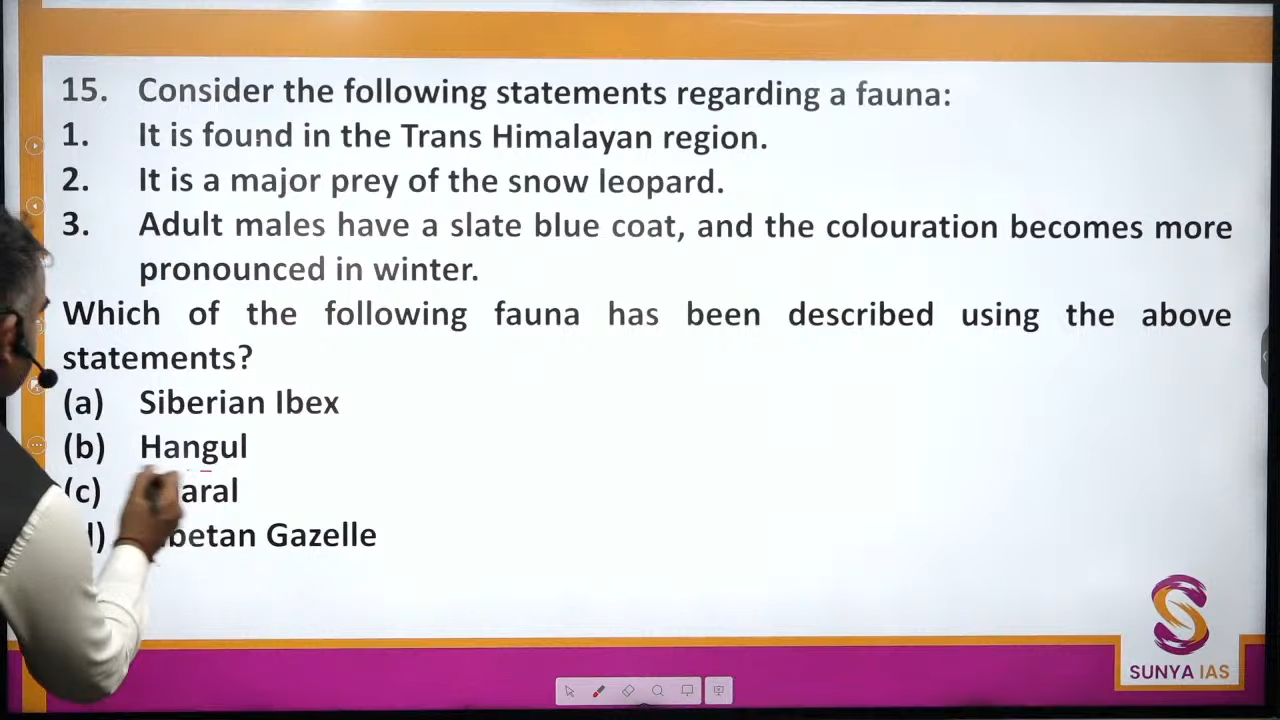 15. Consider the following statements regarding a fauna:
1. It is found in the Trans Himalayan region.
2. It is a major prey of the snow leopard.
3. Adult males have a slate blue coat, and the colouration becomes more
pronounced in winter.
Which of the following fauna has been described using the above
statements?
(a) Siberian Ibex
(b) Hangul
(c)
Gazelle
SUNYA IAS